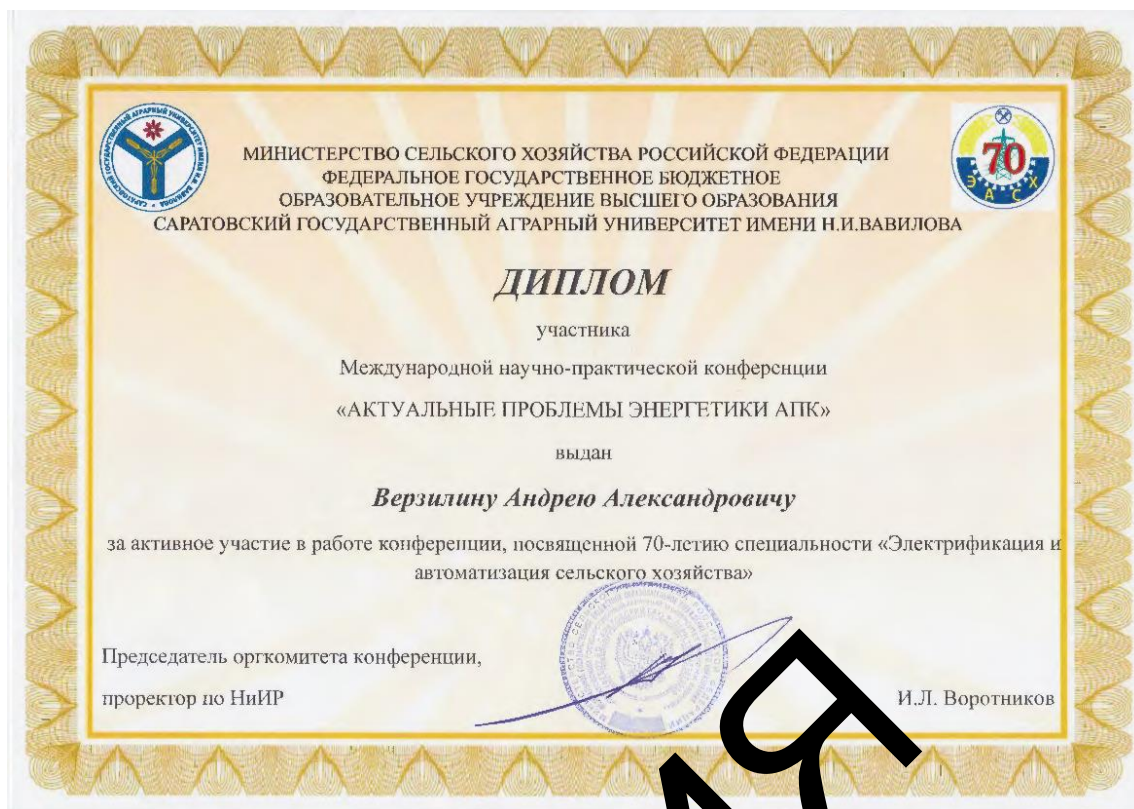 МИНИСТЕРСТВО СЕЛЬСКОГО ХОЗЯЙСТВА РОССИЙСКОЙ ФЕДЕРАЦИИ
ФЕДЕРАЛЬНОЕ ГОСУДАРСТВЕННОЕ БЮДЖЕТНОЕ
ОБРАЗОВАТЕЛЬНОЕ УЧРЕЖДЕНИЕ ВЫСШЕГО ОБРАЗОВАНИЯ
САРАТОВСКИЙ ГОСУДАРСТВЕННЫЙ АГРАРНЫЙ УНИВЕРСИТЕТ ИМЕНИ Н.И.ВАВИЛОВА
70
ЭАСХ
ДИПЛОМ
участника
Международной научно-практической конференции
«АКТУАЛЬНЫЕ ПРОБЛЕМЫ ЭНЕРГЕТИКИ АПК»
выдан
Верзилину Андрею Александровичу
за активное участие в работе конференции, посвященной 70-летию специальности «Электрификация и
автоматизация сельского хозяйства»
Председатель оргкомитета конференции,
проректор по НиИР
И.Л. Воротников
Я